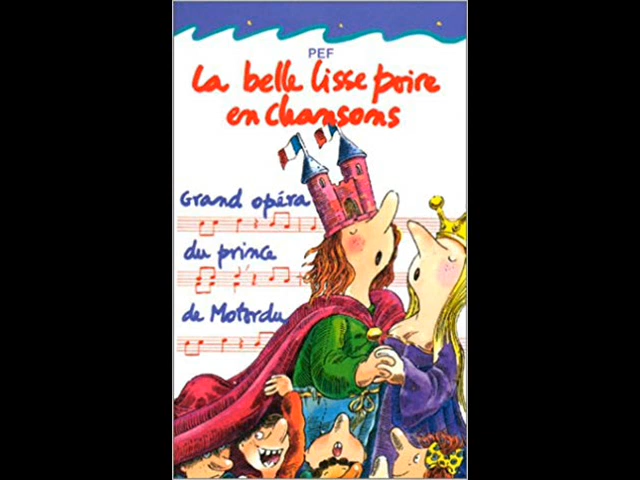 PEF
La belle lisse poire
en chansons
Grand opéra
du prince
de Motordu